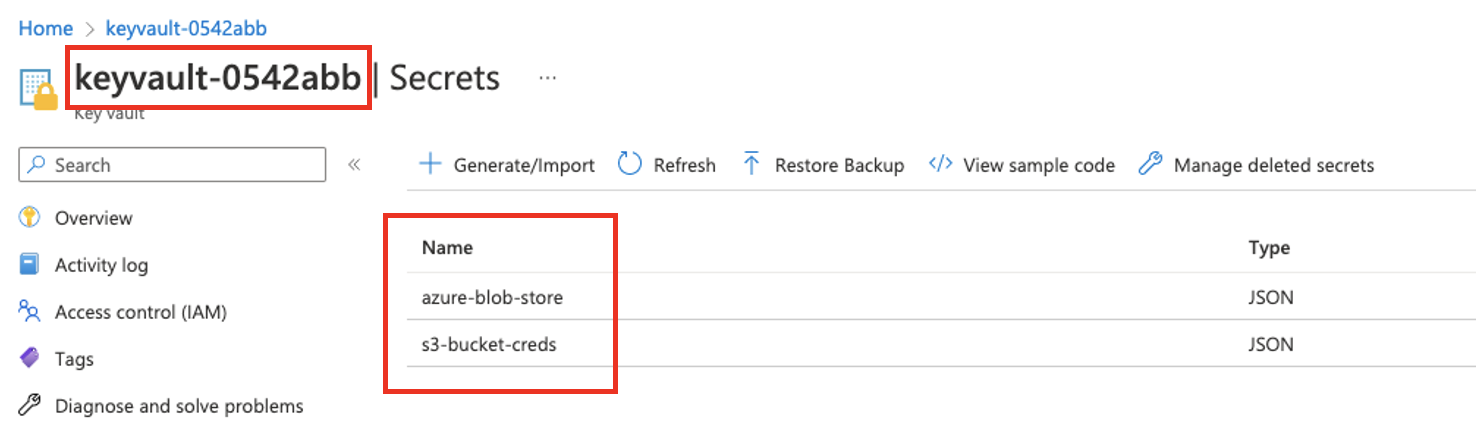 Home > keyvault-0542abb
keyvault-0542abb | Secrets ...
Key vault
Search «
+ Generate/Import Refresh Restore Backup </> View sample code Manage deleted secrets
Overview
Activity log
Access control (IAM)
Tags
Diagnose and solve problems
Name Type
azure-blob-store JSON
s3-bucket-creds JSON